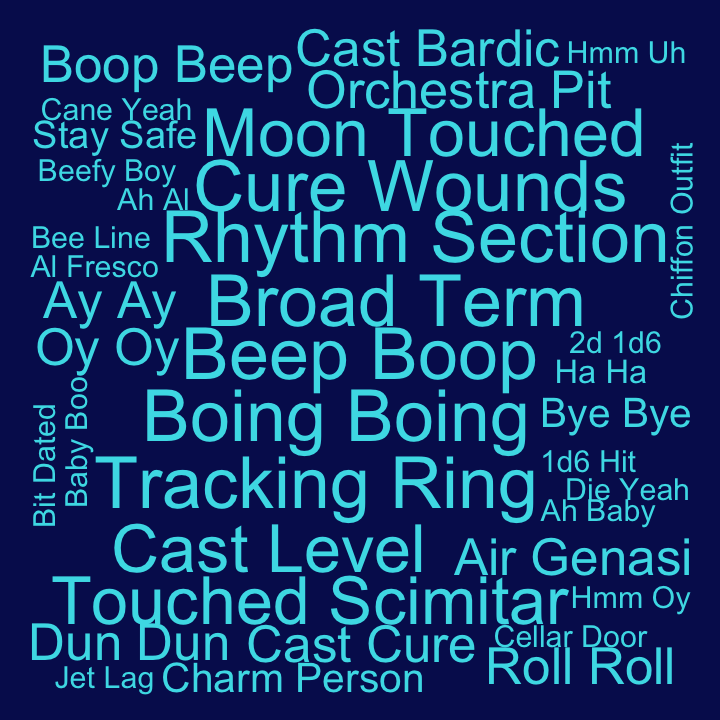 Boop Beep
Cast Bardic
Hmm Uh
Orchestra Pit
Cane Yeah
Stay Safe
Moon Touched
Beefy Boy
Ah Al
Cure Wounds
Chiffon Outfit
Bee Line
Rhythm Section
Al Fresco
Ay Ay
Broad Term
Oy Oy
Beep Boop
2d 1d6
Ha Ha
Bit Dated
Baby Boo
Boing Boing
Bye Bye
Tracking Ring
1d6 Hit
Die Yeah
Ah Baby
Cast Level
Air Genasi
Touched Scimitar
Hmm Oy
Dun Dun
Cast Cure
Cellar Door
Jet Lag
Charm Person
Roll Roll